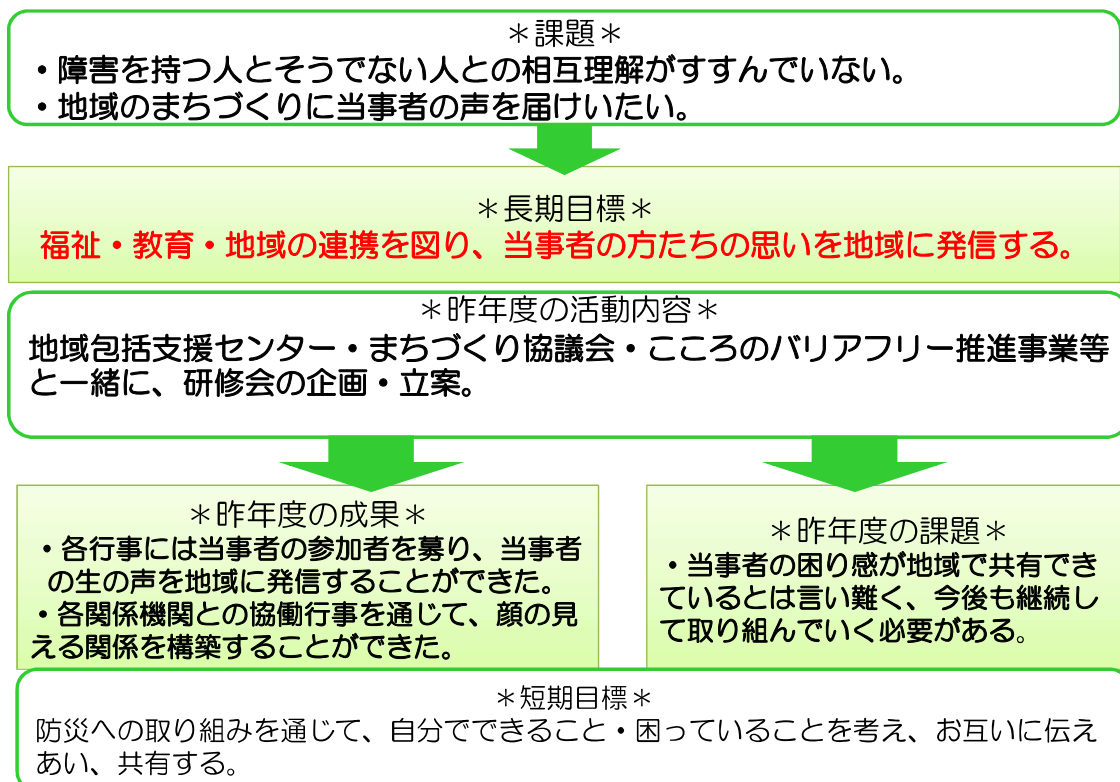 ＊課題＊
・障害を持つ人とそうでない人との相互理解がすすんでいない。
・地域のまちづくりに当事者の声を届けいたい。
＊長期目標＊
福祉・教育・地域の連携を図り、当事者の方たちの思いを地域に発信する。
＊昨年度の活動内容＊
地域包括支援センター・まちづくり協議会・こころのバリアフリー推進事業等
と一緒に、研修会の企画・立案。
＊昨年度の成果＊
・各行事には当事者の参加者を募り、当事者
の生の声を地域に発信することができた。
・各関係機関との協働行事を通じて、顔の見
える関係を構築することができた。
＊昨年度の課題＊
・当事者の困り感が地域で共有でき
ているとは言い難く、今後も継続し
て取り組んでいく必要がある。
＊短期目標＊
防災への取り組みを通じて、自分でできること・困っていることを考え、お互いに伝え
あい、共有する。